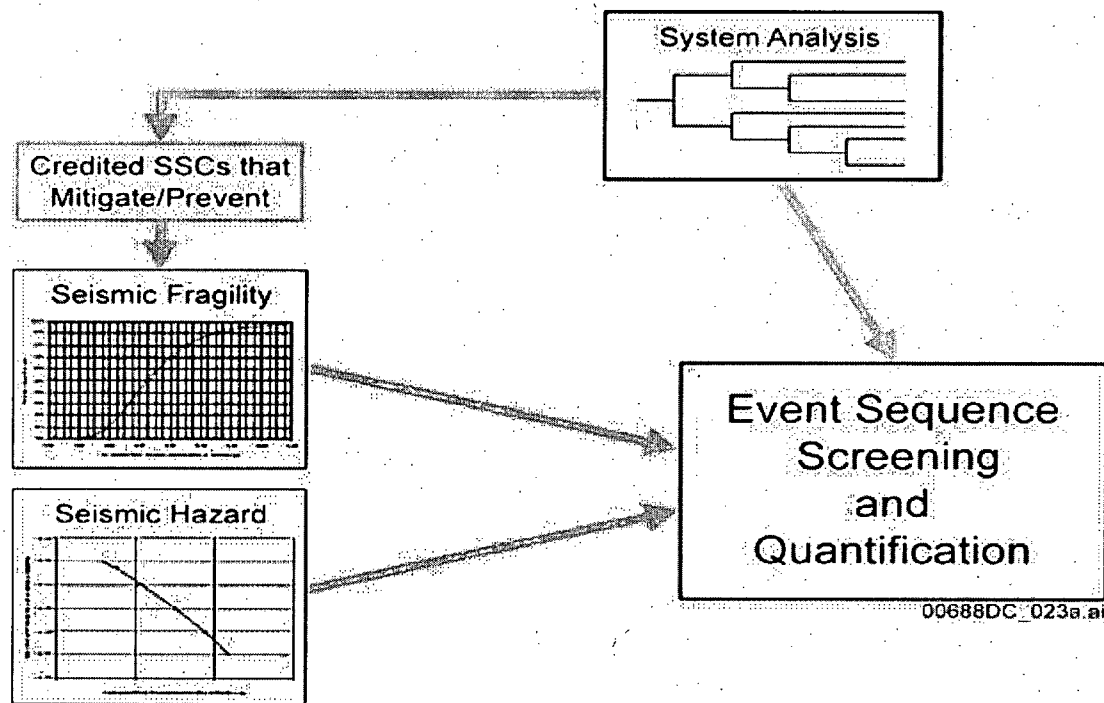 System Analysis
Credited SSCs that
Mitigate/Prevent
Seismic Fragility
Seismic Hazard
Event Sequence
Screening
and
Quantification
00688DC_023a.ai